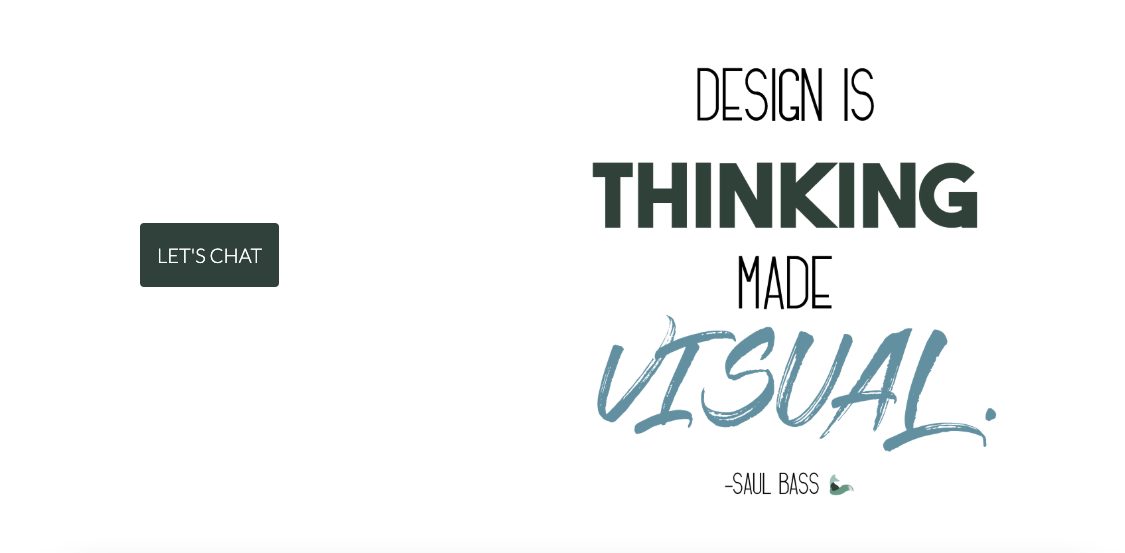 LET'S CHAT
DESIGN IS
THINKING
MADE
VISUAL.
-SAUL BASS